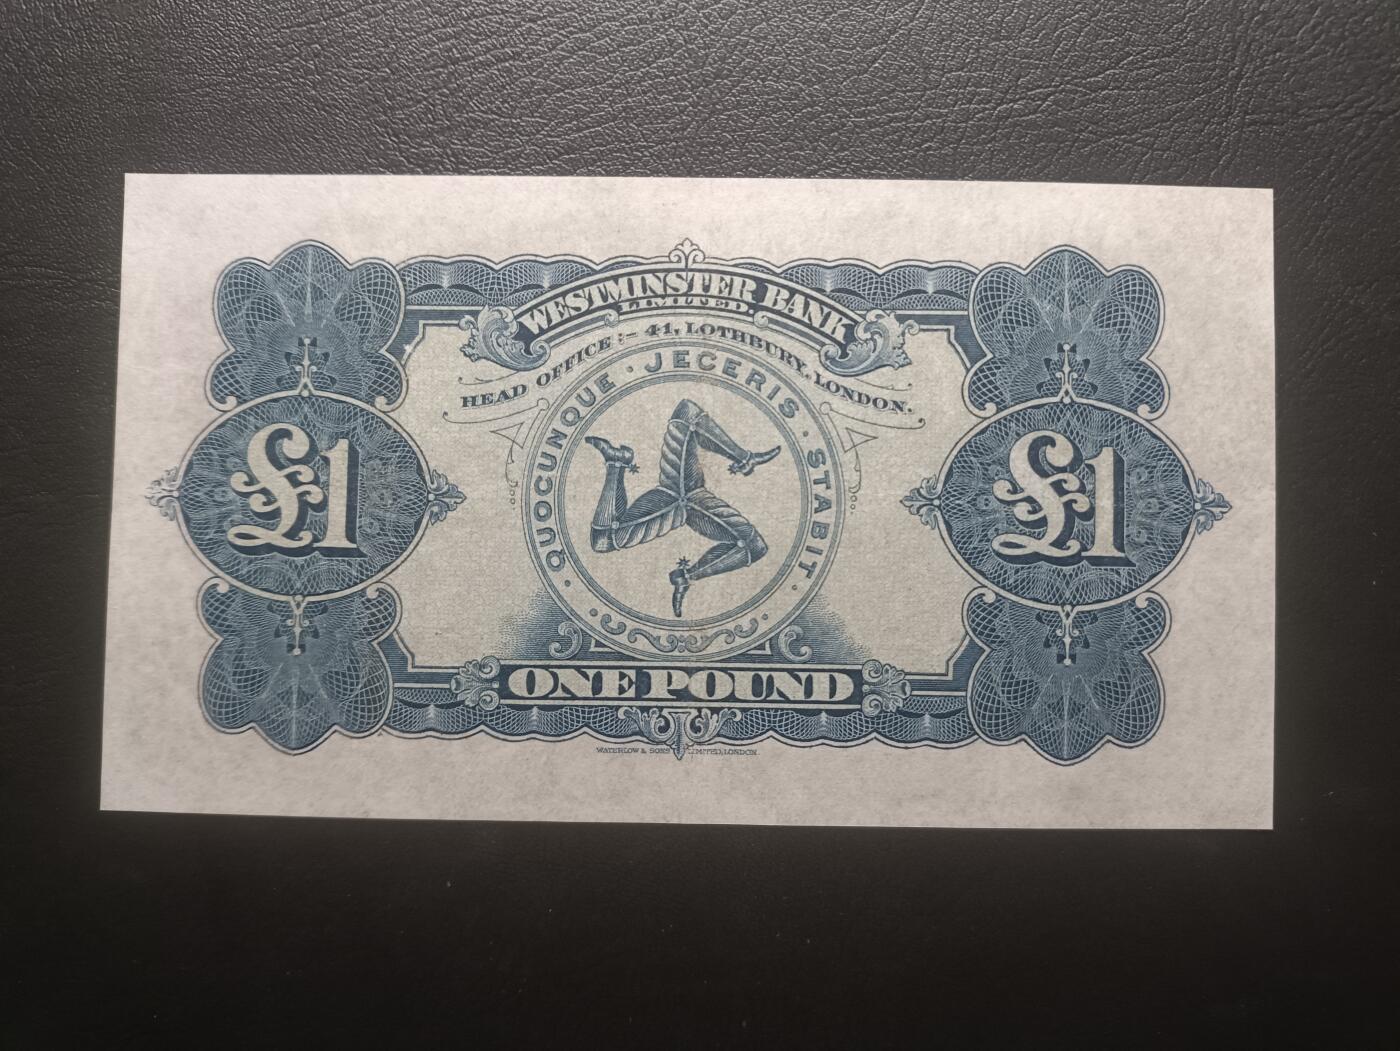 WESTMINSTER BANK
LIMITED.
HEAD OFFICE :– 41, LOTHBURY, LONDON.
· QUOCUNQUE · JECERIS · STABIT ·
£1
£1
ONE POUND
WATERLOW & SONS LIMITED, LONDON.